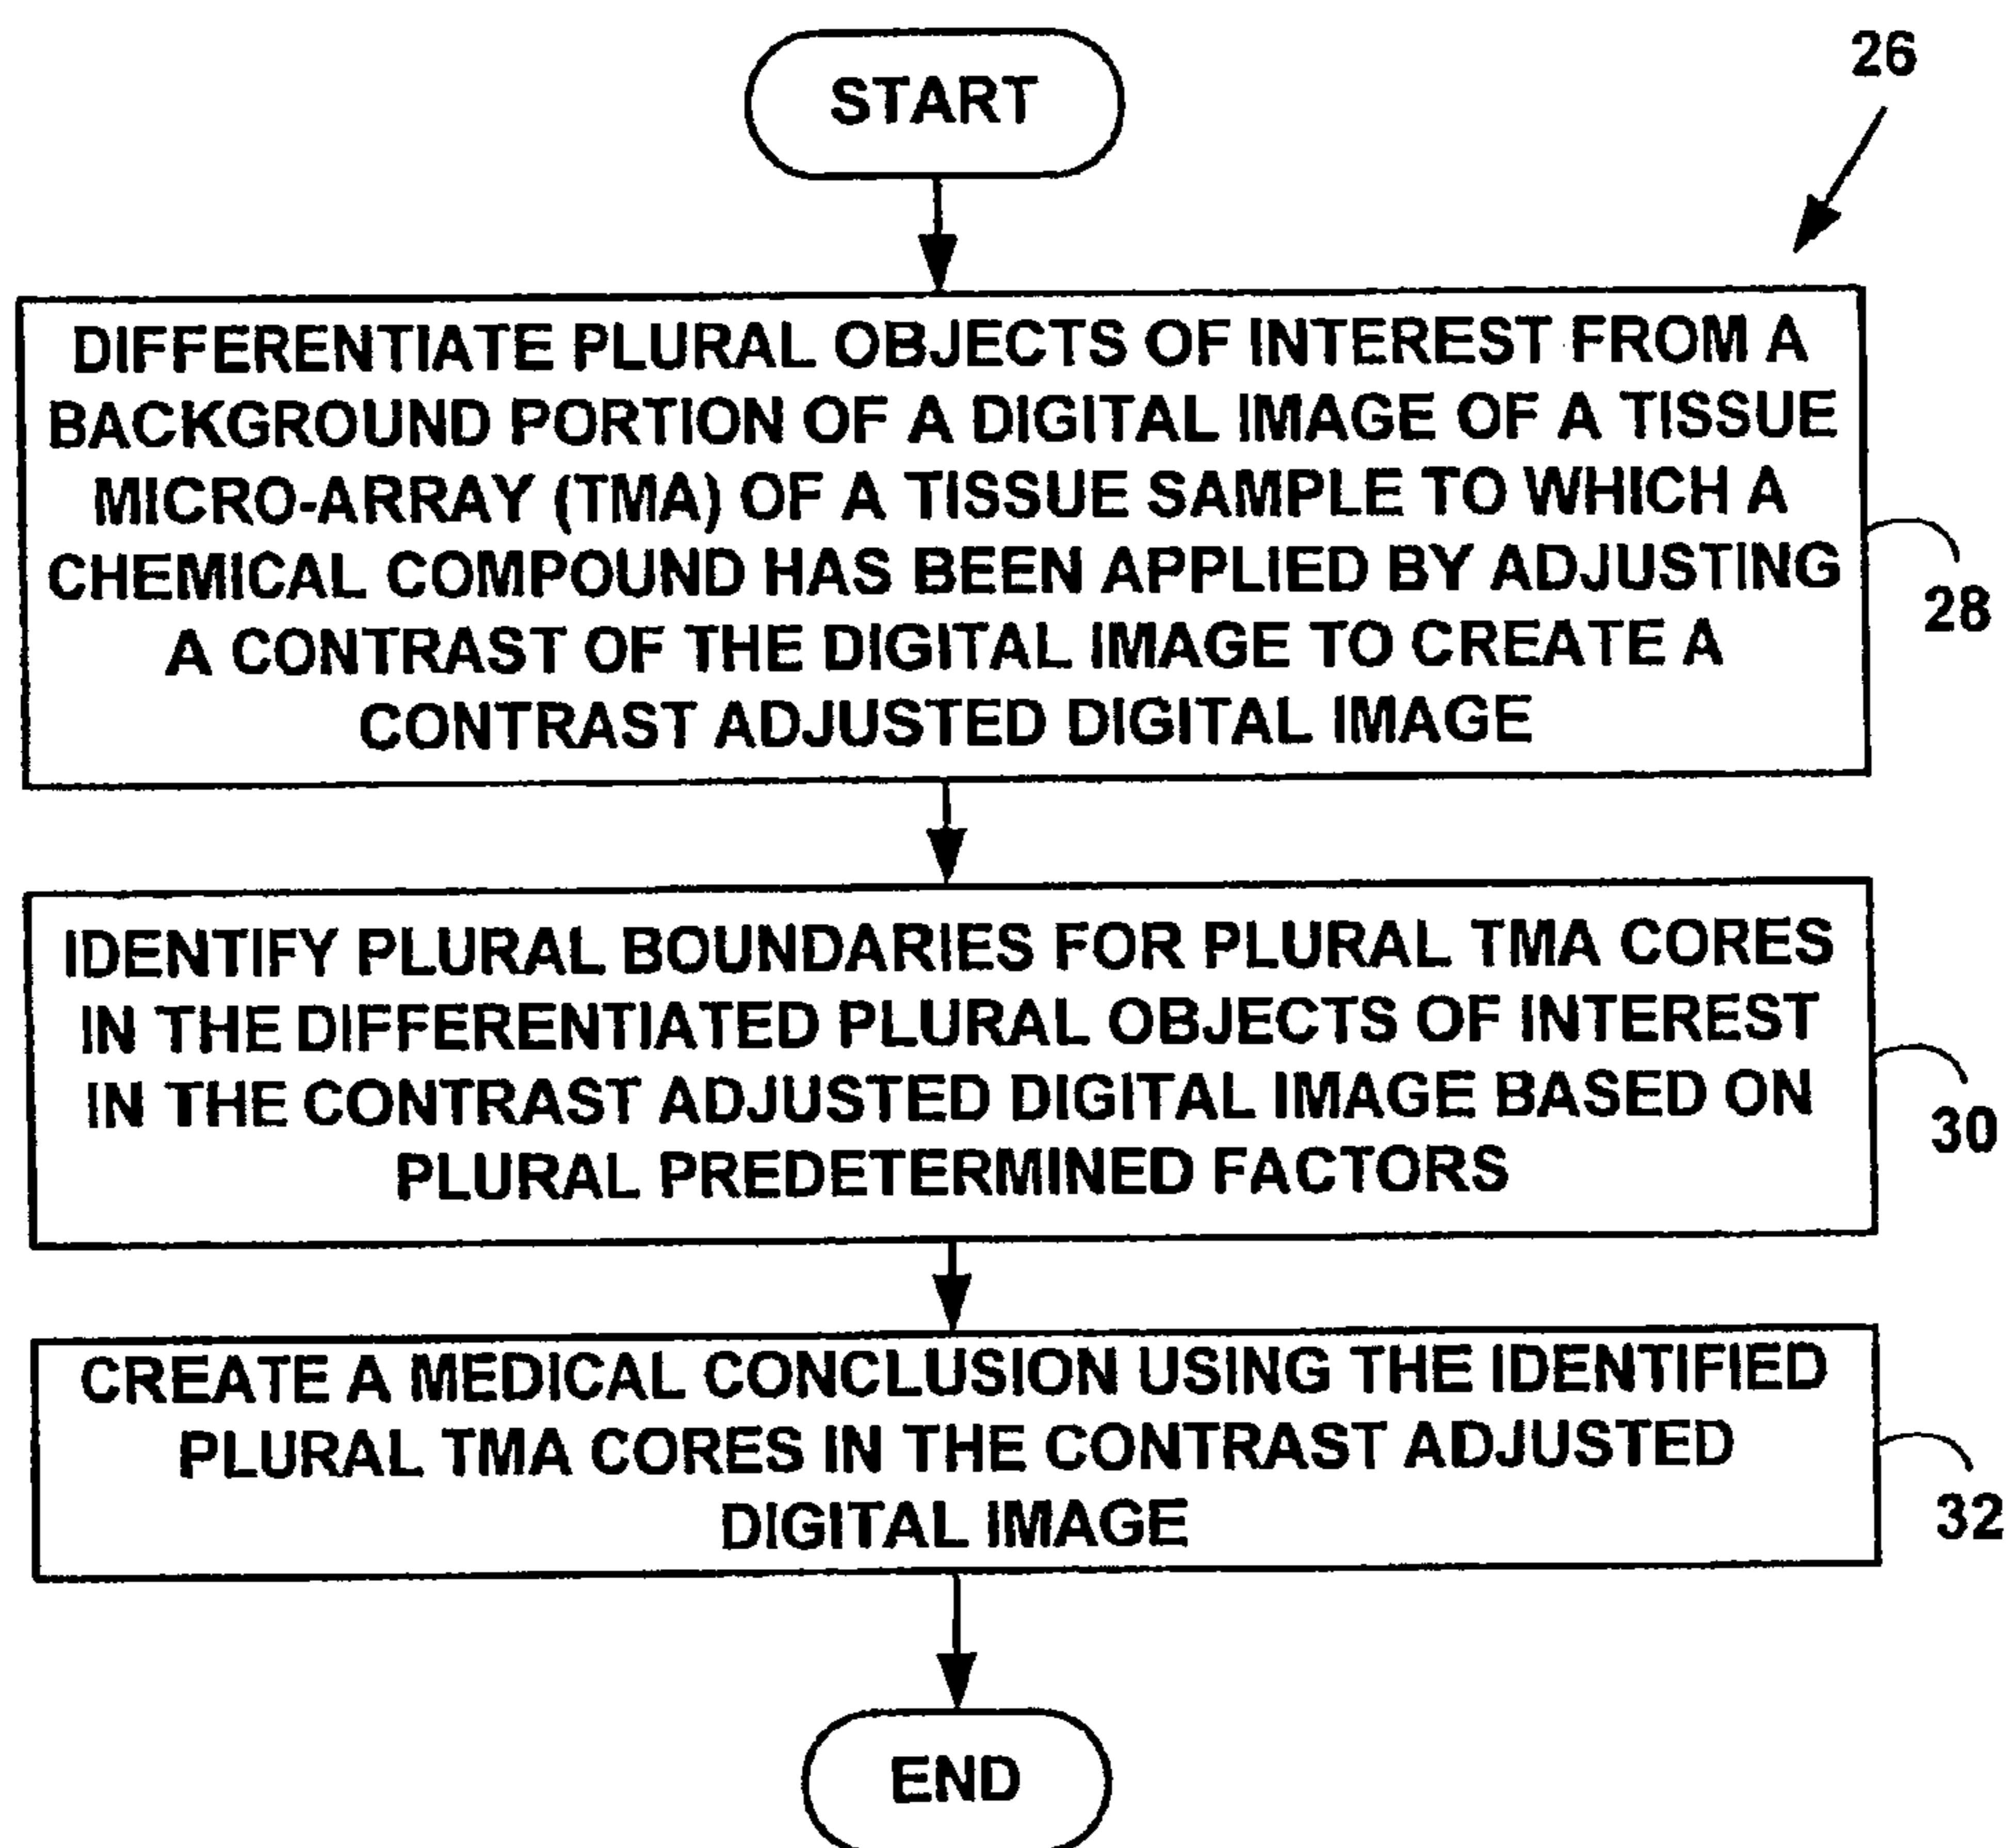 START
26
DIFFERENTIATE PLURAL OBJECTS OF INTEREST FROM A
BACKGROUND PORTION OF A DIGITAL IMAGE OF A TISSUE
MICRO-ARRAY (TMA) OF A TISSUE SAMPLE TO WHICH A
CHEMICAL COMPOUND HAS BEEN APPLIED BY ADJUSTING
A CONTRAST OF THE DIGITAL IMAGE TO CREATE A
CONTRAST ADJUSTED DIGITAL IMAGE
28
IDENTIFY PLURAL BOUNDARIES FOR PLURAL TMA CORES
IN THE DIFFERENTIATED PLURAL OBJECTS OF INTEREST
IN THE CONTRAST ADJUSTED DIGITAL IMAGE BASED ON
PLURAL PREDETERMINED FACTORS
30
CREATE A MEDICAL CONCLUSION USING THE IDENTIFIED
PLURAL TMA CORES IN THE CONTRAST ADJUSTED
DIGITAL IMAGE
32
END